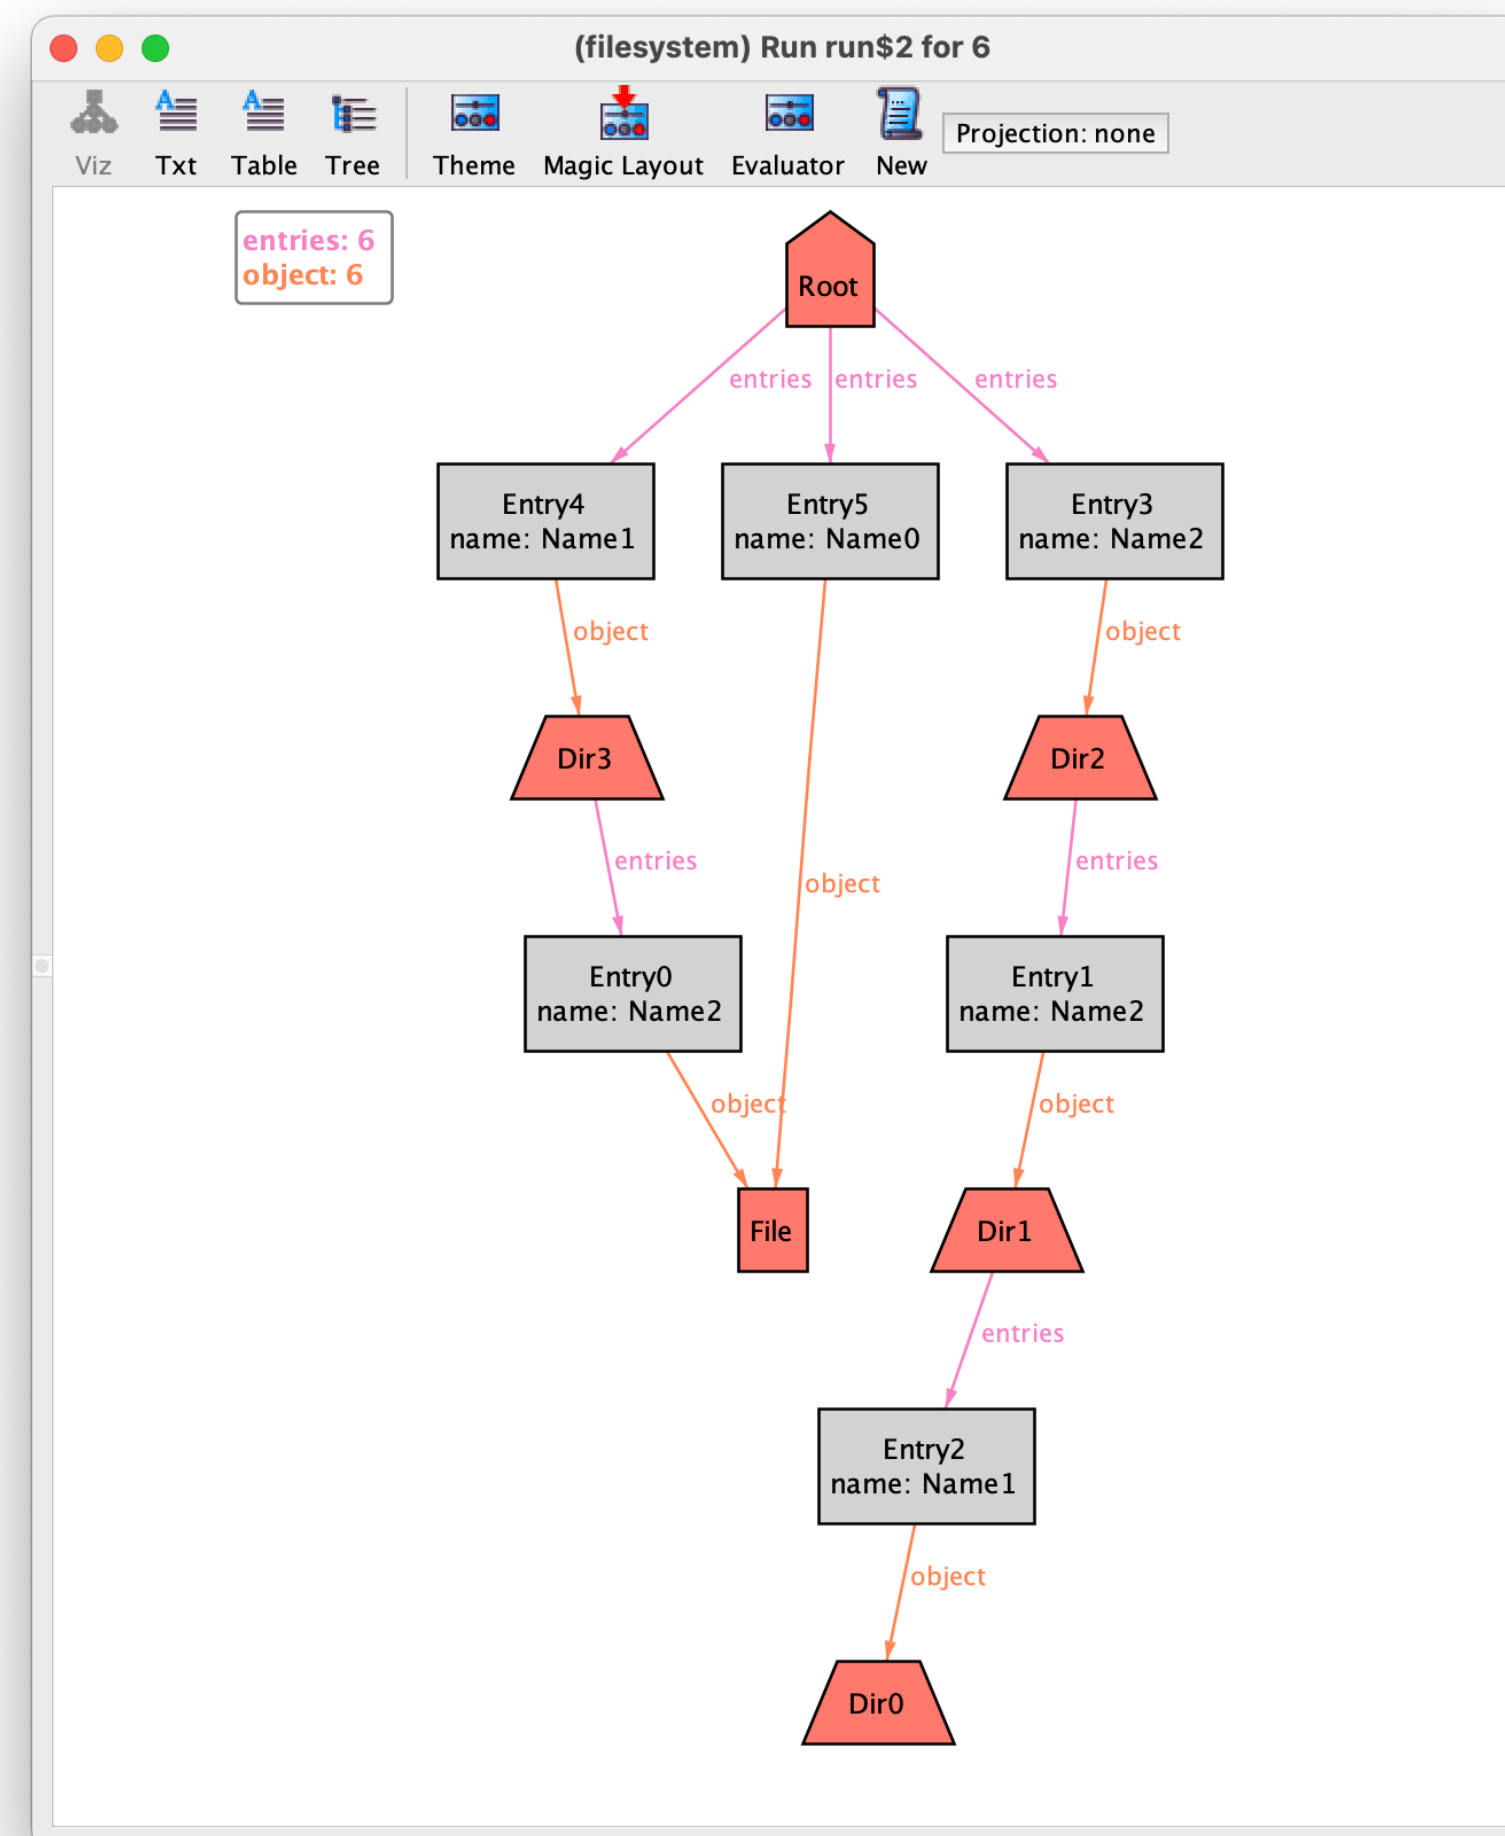 (filesystem) Run run$2 for 6
Viz
Txt
Table
Tree
Theme
Magic Layout
Evaluator
New
Projection: none
entries: 6
object: 6
Root
entries
entries
entries
Entry4
name: Name1
Entry5
name: Name0
Entry3
name: Name2
object
object
Dir3
Dir2
entries
entries
object
Entry0
name: Name2
Entry1
name: Name2
object
object
File
Dir1
entries
Entry2
name: Name1
object
Dir0